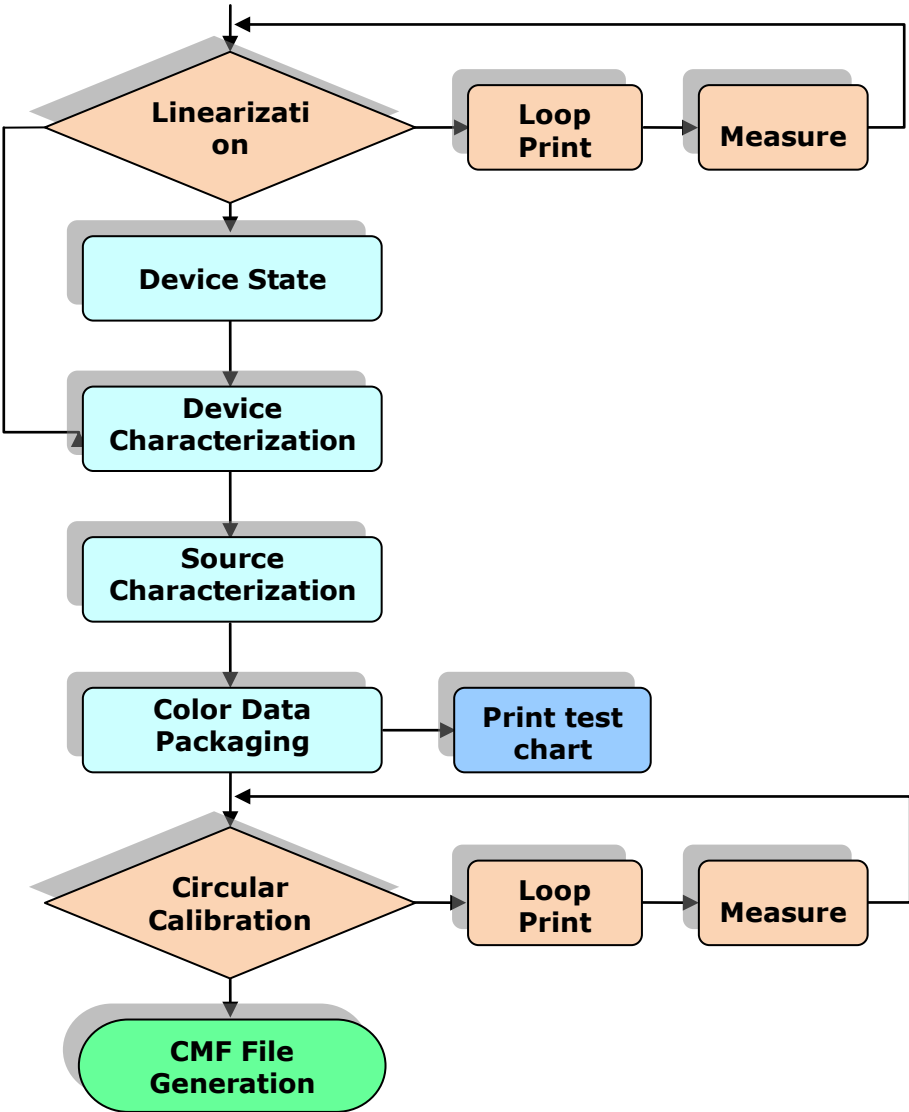 Linearizati
on
Loop
Print
Measure
Device State
Device
Characterization
Source
Characterization
Color Data
Packaging
Print test
chart
Circular
Calibration
Loop
Print
Measure
CMF File
Generation